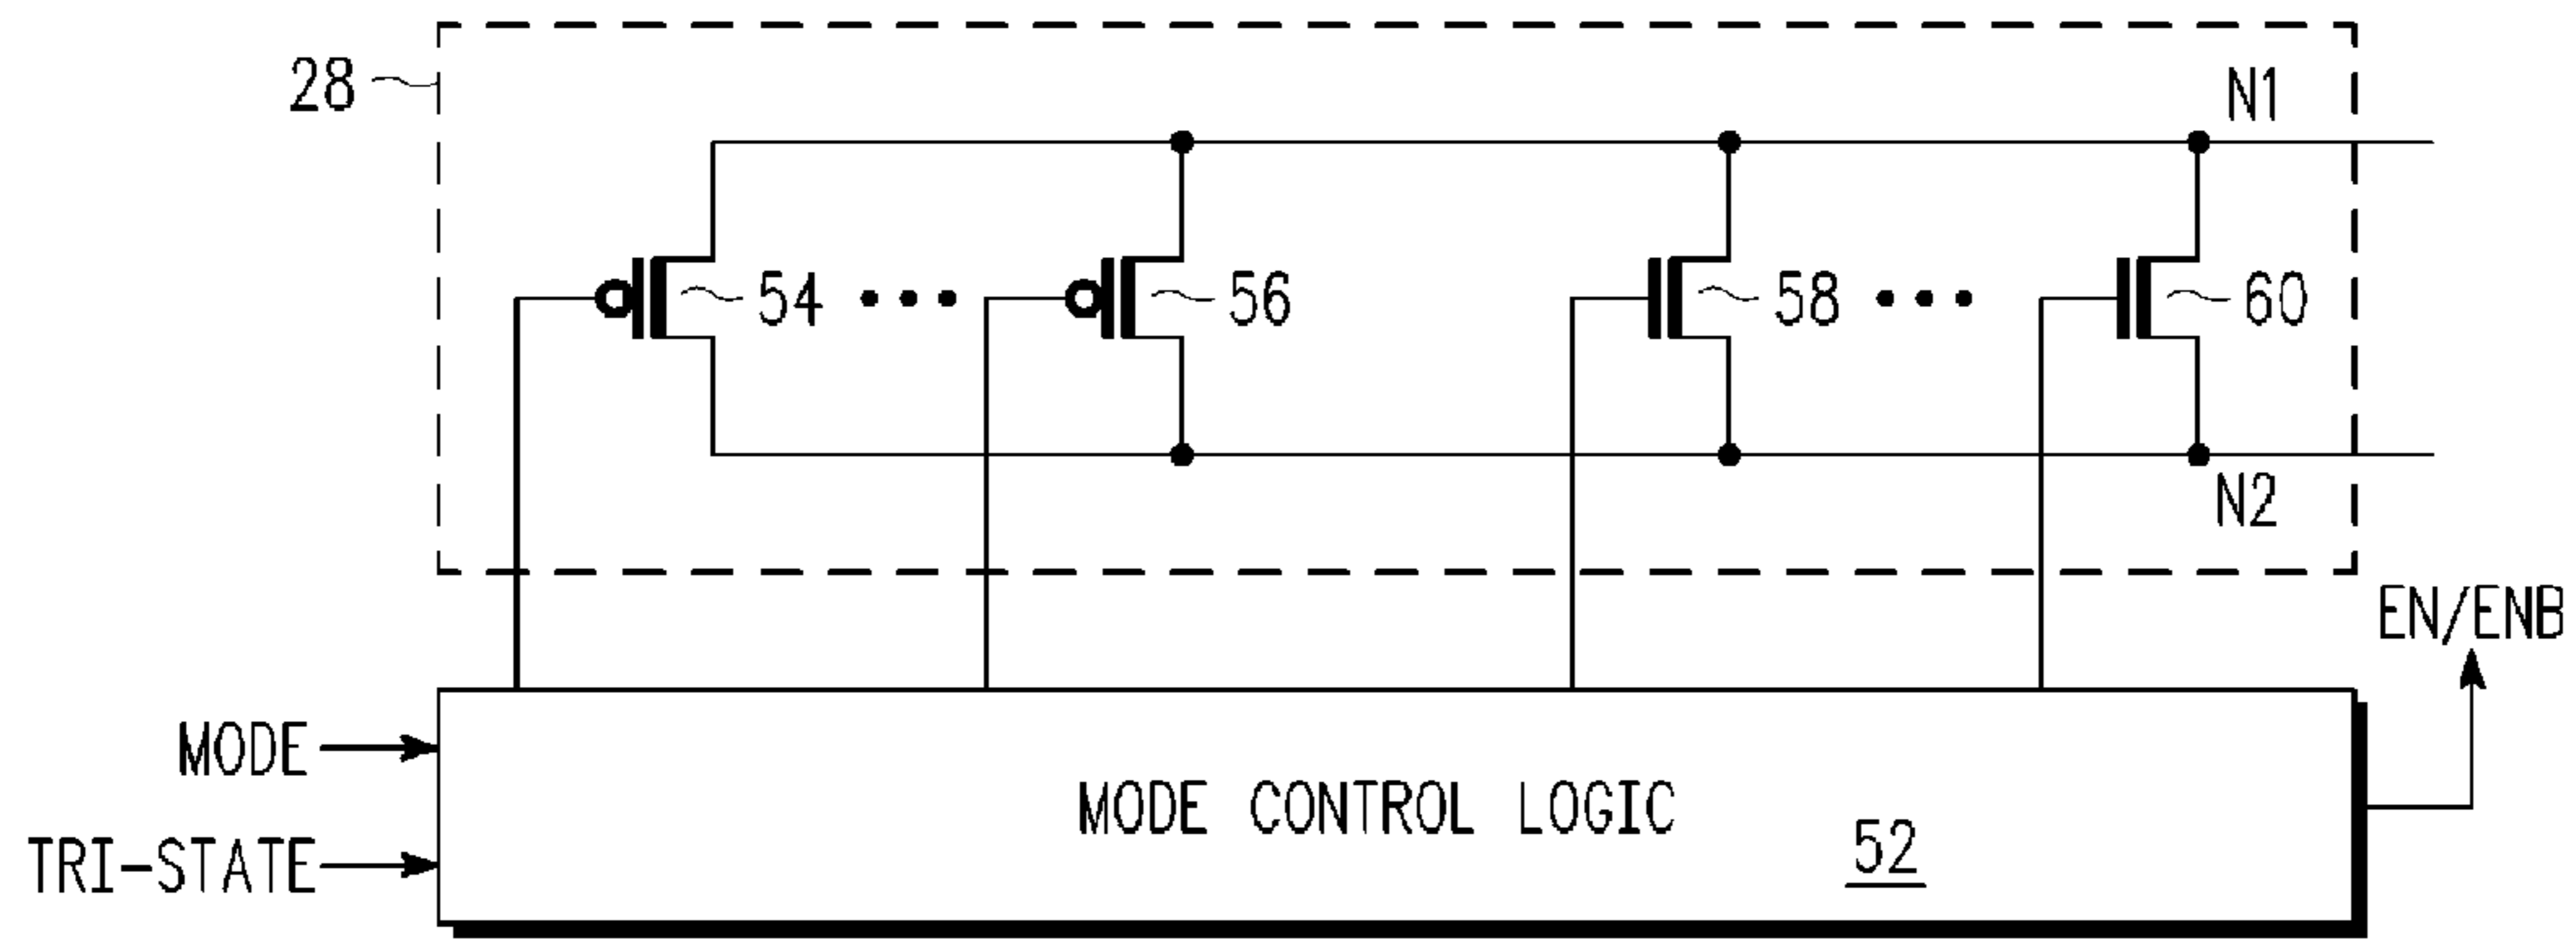 28
N1
54 ••• 56 58 ••• 60
N2
EN/ENB
MODE
MODE CONTROL LOGIC
52
TRI-STATE